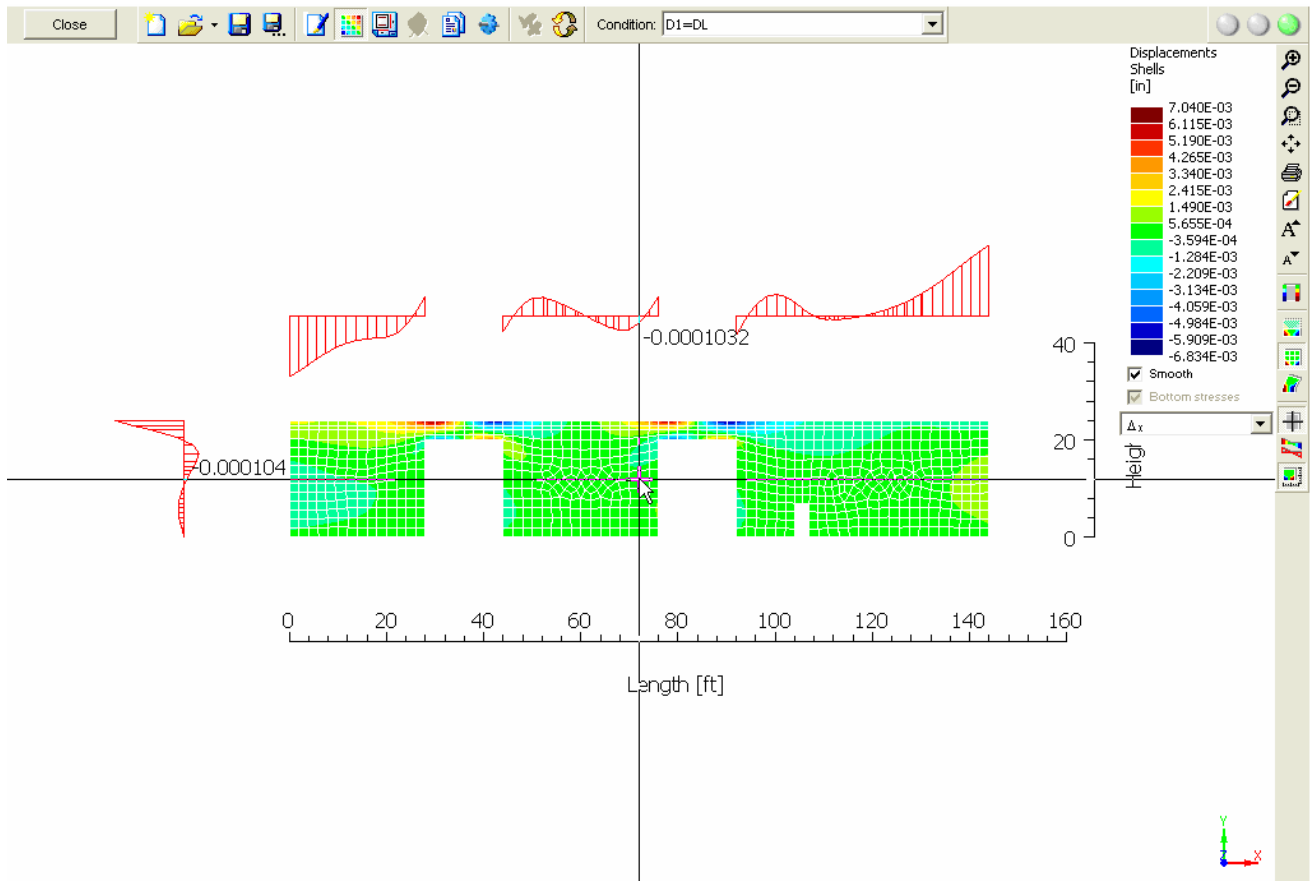 Close
Condition: D1=DL
Displacements
Shells
[in]
7.040E-03
6.115E-03
5.190E-03
4.265E-03
3.340E-03
2.415E-03
1.490E-03
5.655E-04
-3.594E-04
-1.284E-03
-2.209E-03
-3.134E-03
-4.059E-03
-4.984E-03
-5.909E-03
-6.834E-03
Smooth
Bottom stresses
Δx
-0.0001032
-0.000104
40
20
0
Height
0 20 40 60 80 100 120 140 160
Length [ft]
Y
Z X
A
A